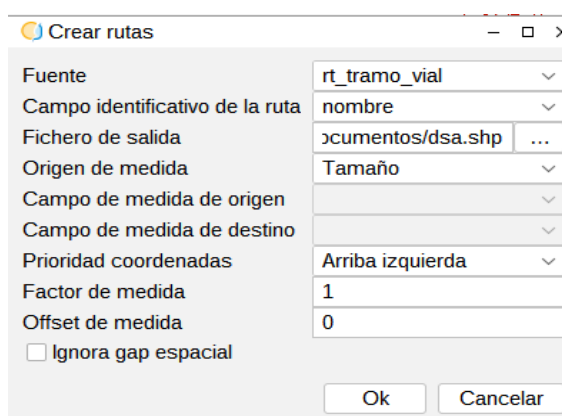 Crear rutas
Fuente rt_tramo_vial
Campo identificativo de la ruta nombre
Fichero de salida ocumentos/dsa.shp ...
Origen de medida Tamaño
Campo de medida de origen
Campo de medida de destino
Prioridad coordenadas Arriba izquierda
Factor de medida 1
Offset de medida 0
Ignora gap espacial
Ok Cancelar